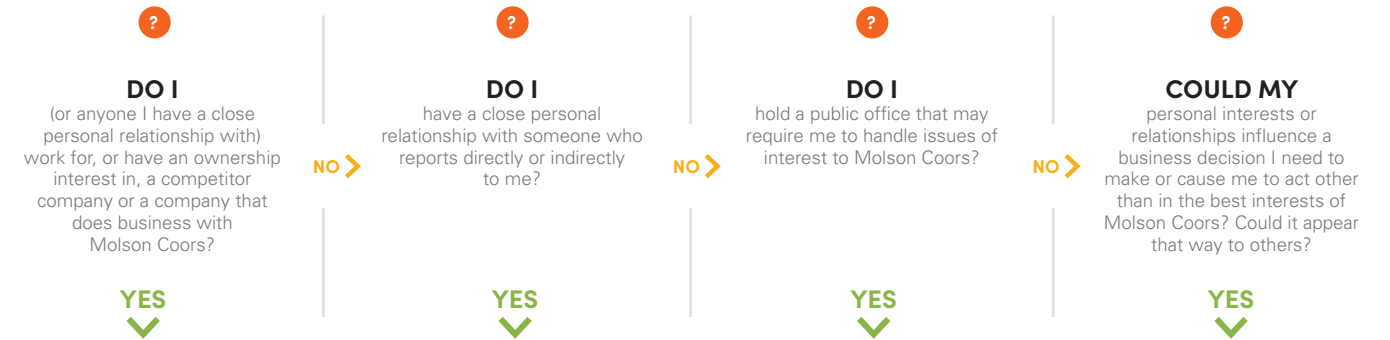 ?
DO I
(or anyone I have a close
personal relationship with)
work for, or have an ownership
interest in, a competitor
company or a company that
does business with
Molson Coors?
YES
NO
?
DO I
have a close personal
relationship with someone who
reports directly or indirectly
to me?
YES
NO
?
DO I
hold a public office that may
require me to handle issues of
interest to Molson Coors?
YES
NO
?
COULD MY
personal interests or
relationships influence a
business decision I need to
make or cause me to act other
than in the best interests of
Molson Coors? Could it appear
that way to others?
YES